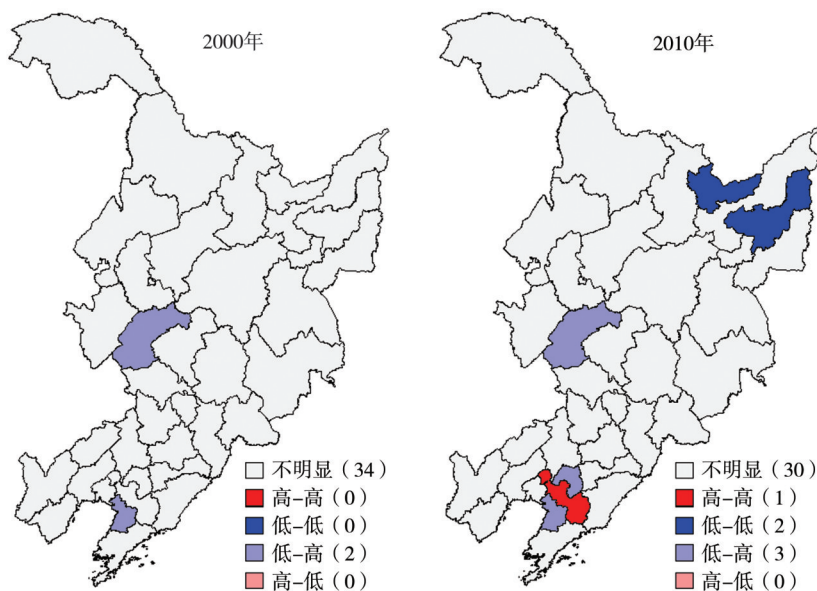 2000年
不明显（34）
高–高（0）
低–低（0）
低–高（2）
高–低（0）
2010年
不明显（30）
高–高（1）
低–低（2）
低–高（3）
高–低（0）